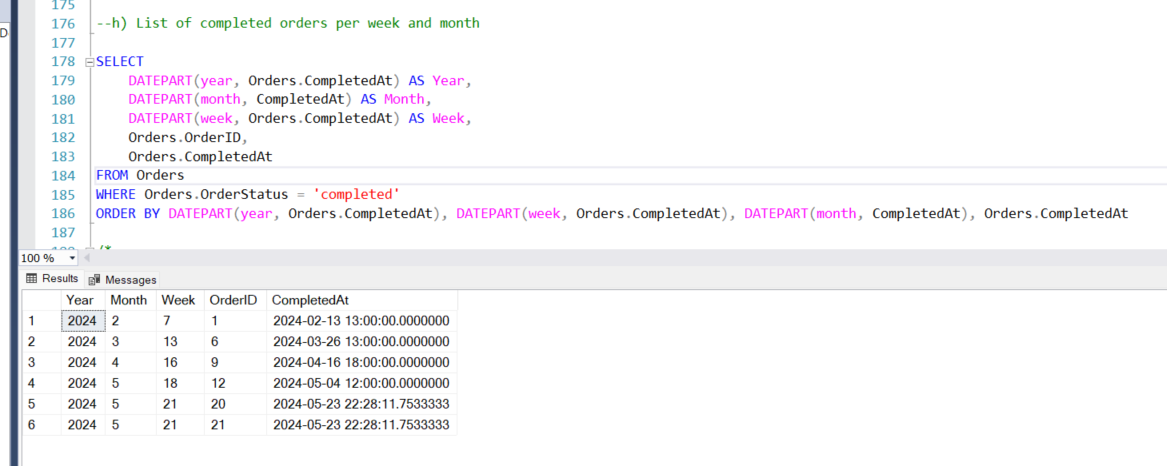 D
175
176 --h) List of completed orders per week and month
177
178 SELECT
179 DATEPART(year, Orders.CompletedAt) AS Year,
180 DATEPART(month, CompletedAt) AS Month,
181 DATEPART(week, Orders.CompletedAt) AS Week,
182 Orders.OrderID,
183 Orders.CompletedAt
184 FROM Orders
185 WHERE Orders.OrderStatus = 'completed'
186 ORDER BY DATEPART(year, Orders.CompletedAt), DATEPART(week, Orders.CompletedAt), DATEPART(month, CompletedAt), Orders.CompletedAt
187
188 /*
100 %
Results Messages
Year Month Week OrderID CompletedAt
1 2024 2 7 1 2024-02-13 13:00:00.0000000
2 2024 3 13 6 2024-03-26 13:00:00.0000000
3 2024 4 16 9 2024-04-16 18:00:00.0000000
4 2024 5 18 12 2024-05-04 12:00:00.0000000
5 2024 5 21 20 2024-05-23 22:28:11.7533333
6 2024 5 21 21 2024-05-23 22:28:11.7533333